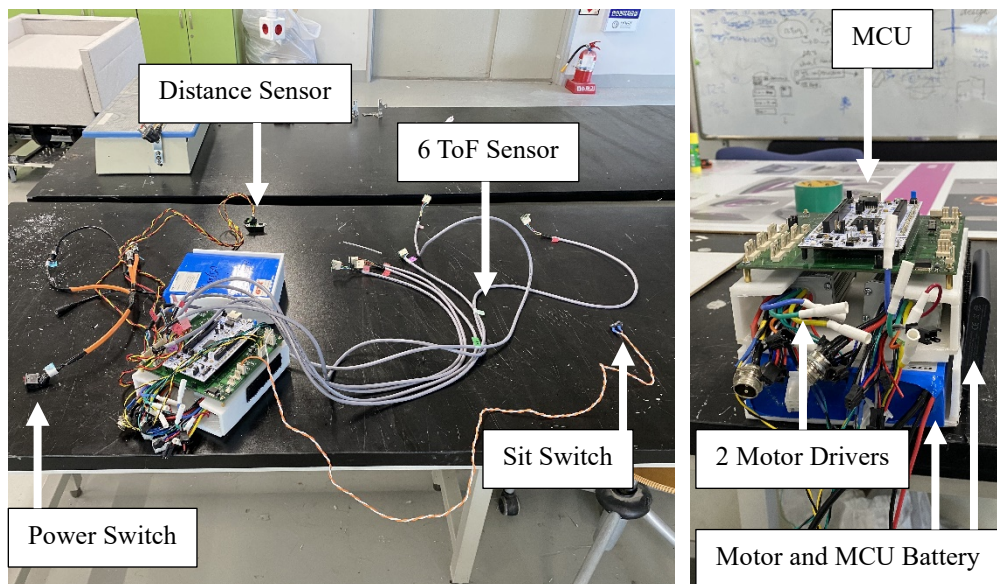 Distance Sensor
6 ToF Sensor
Sit Switch
Power Switch
MCU
2 Motor Drivers
Motor and MCU Battery